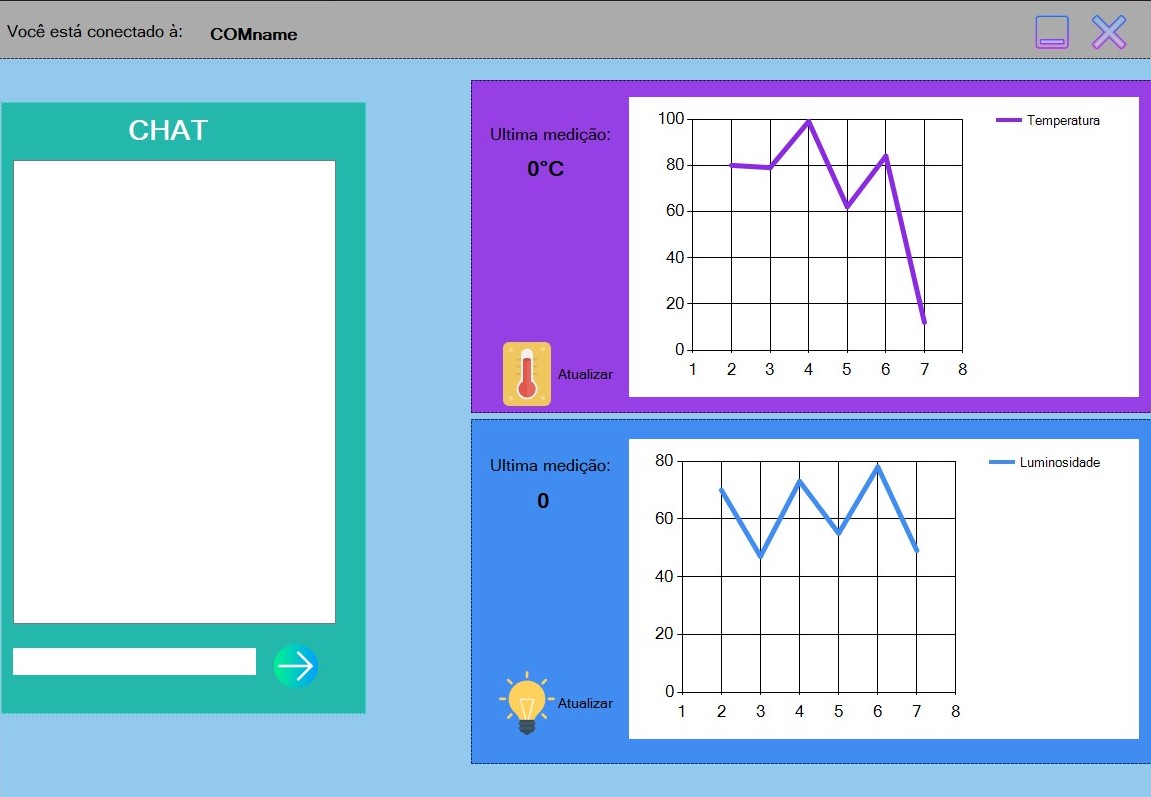 Você está conectado à: COMname
CHAT
Ultima medição:
0°C
Atualizar
100
80
60
40
20
0
1 2 3 4 5 6 7 8
Temperatura
Ultima medição:
0
Atualizar
80
60
40
20
0
1 2 3 4 5 6 7 8
Luminosidade